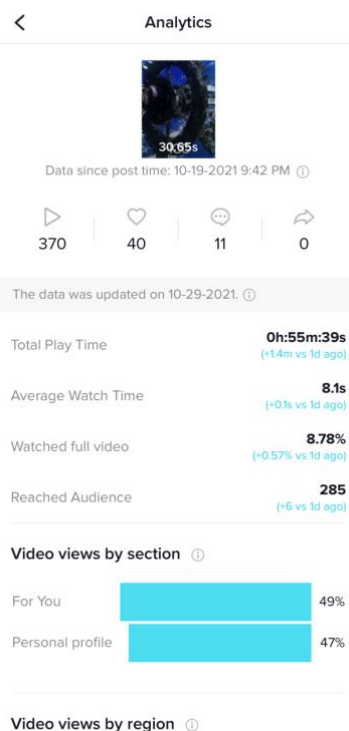 Analytics
30.65s
Data since post time: 10-19-2021 9:42 PM
370 40 11 0
The data was updated on 10-29-2021.
Total Play Time 0h:55m:39s
(+1.4m vs 1d ago)
Average Watch Time 8.1s
(+0.1s vs 1d ago)
Watched full video 8.78%
(+0.57% vs 1d ago)
Reached Audience 285
(+6 vs 1d ago)
Video views by section
For You 49%
Personal profile 47%
Video views by region